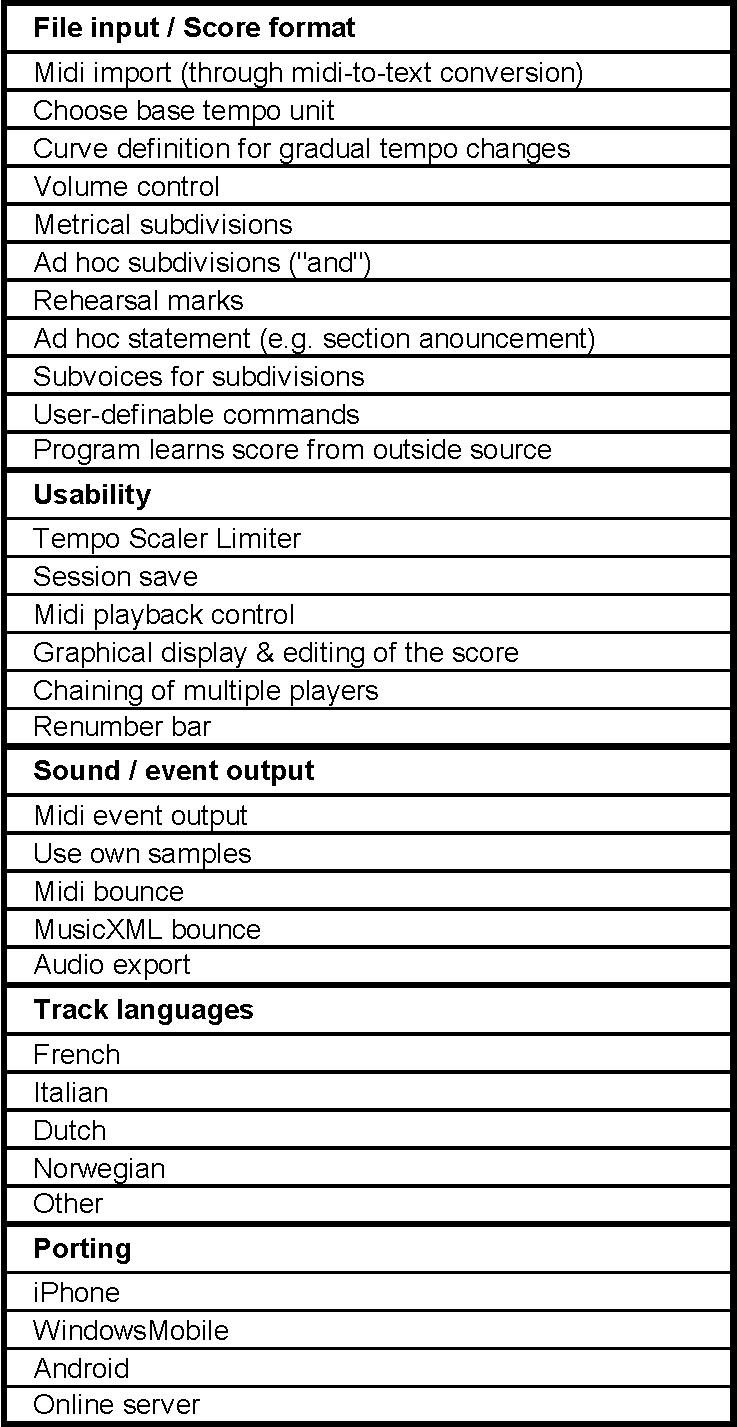 File input / Score format
Midi import (through midi-to-text conversion)
Choose base tempo unit
Curve definition for gradual tempo changes
Volume control
Metrical subdivisions
Ad hoc subdivisions ("and")
Rehearsal marks
Ad hoc statement (e.g. section anouncement)
Subvoices for subdivisions
User-definable commands
Program learns score from outside source
Usability
Tempo Scaler Limiter
Session save
Midi playback control
Graphical display & editing of the score
Chaining of multiple players
Renumber bar
Sound / event output
Midi event output
Use own samples
Midi bounce
MusicXML bounce
Audio export
Track languages
French
Italian
Dutch
Norwegian
Other
Porting
iPhone
WindowsMobile
Android
Online server